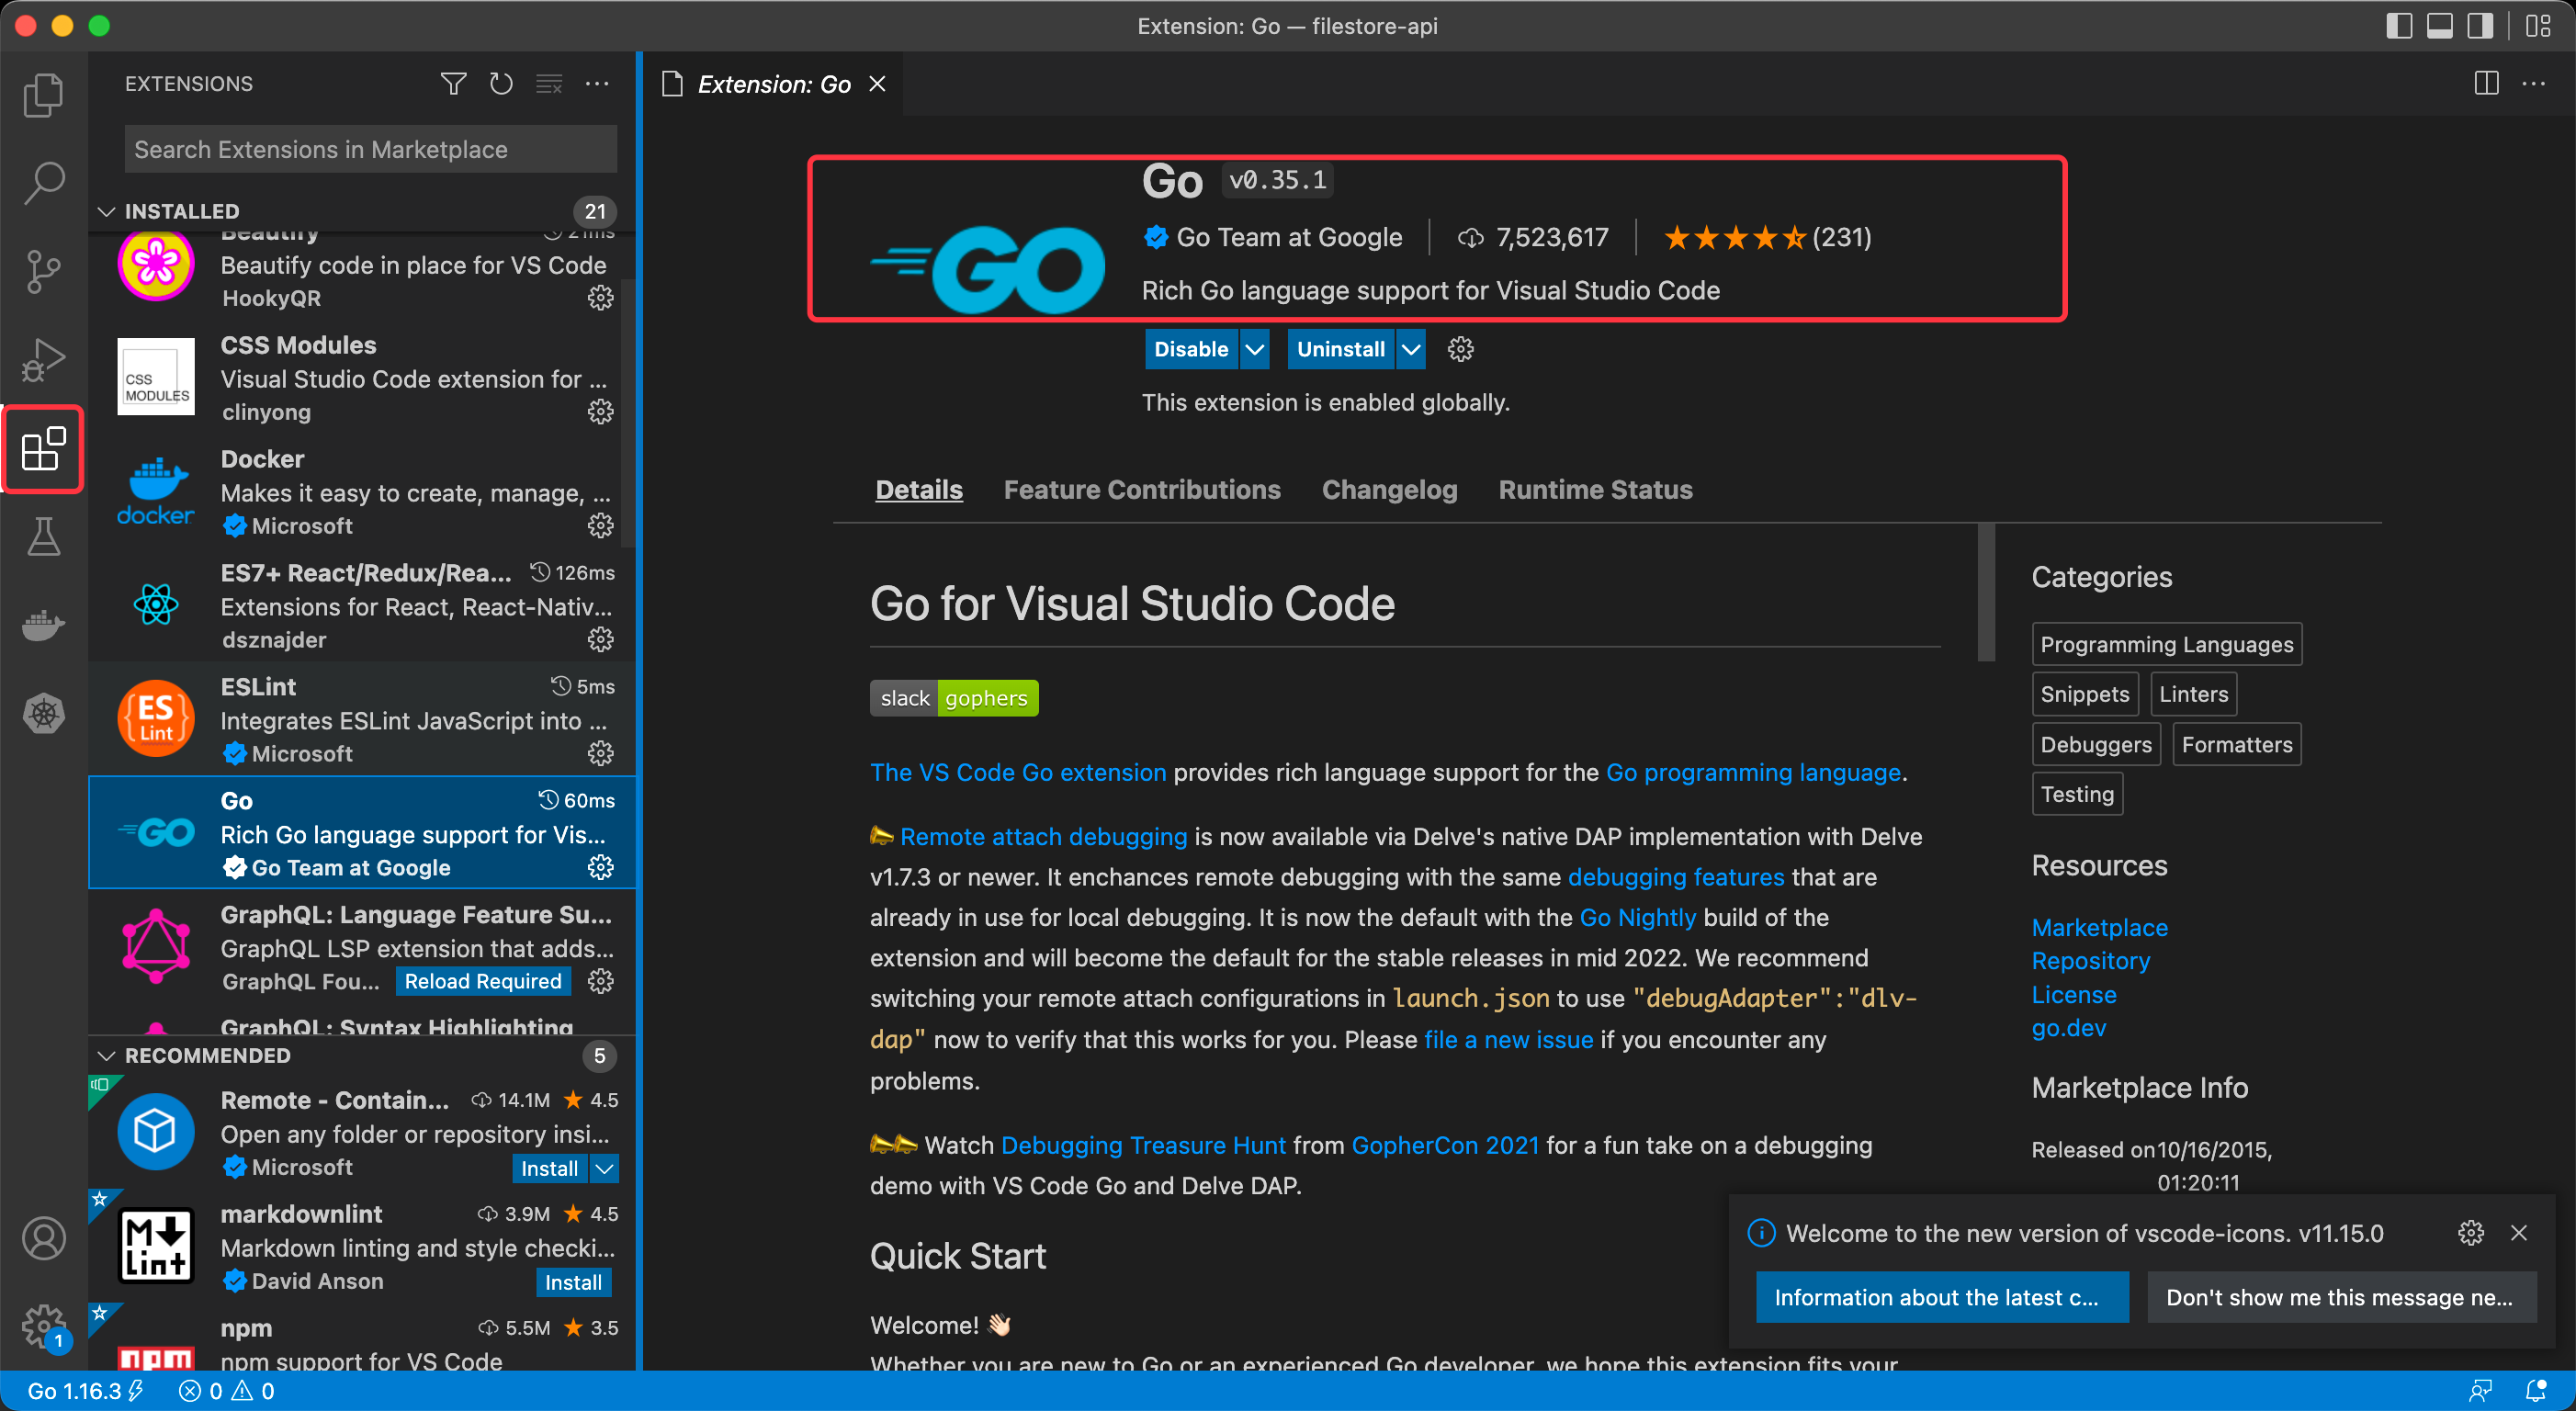 Extension: Go — filestore-api
EXTENSIONS
Search Extensions in Marketplace
INSTALLED 21
Beautify 21ms
Beautify code in place for VS Code
HookyQR
CSS MODULES
CSS Modules
Visual Studio Code extension for ...
clinyong
docker
Docker
Makes it easy to create, manage, ...
Microsoft
ES7+ React/Redux/Rea... 126ms
Extensions for React, React-Nativ...
dsznajder
ES Lint
ESLint 5ms
Integrates ESLint JavaScript into ...
Microsoft
GO
Go 60ms
Rich Go language support for Vis...
Go Team at Google
GraphQL: Language Feature Su...
GraphQL LSP extension that adds...
GraphQL Fou... Reload Required
GraphQL: Syntax Highlighting
RECOMMENDED 5
Remote - Contain... 14.1M 4.5
Open any folder or repository insi...
Microsoft Install
M Lint
markdownlint 3.9M 4.5
Markdown linting and style checki...
David Anson Install
npm
npm 5.5M 3.5
npm support for VS Code
1
Extension: Go
GO
Go v0.35.1
Go Team at Google 7,523,617 (231)
Rich Go language support for Visual Studio Code
Disable Uninstall
This extension is enabled globally.
Details Feature Contributions Changelog Runtime Status
Go for Visual Studio Code
slack gophers
The VS Code Go extension provides rich language support for the Go programming language.
Remote attach debugging is now available via Delve's native DAP implementation with Delve
v1.7.3 or newer. It enchances remote debugging with the same debugging features that are
already in use for local debugging. It is now the default with the Go Nightly build of the
extension and will become the default for the stable releases in mid 2022. We recommend
switching your remote attach configurations in launch.json to use "debugAdapter":"dlv-
dap" now to verify that this works for you. Please file a new issue if you encounter any
problems.
Watch Debugging Treasure Hunt from GopherCon 2021 for a fun take on a debugging
demo with VS Code Go and Delve DAP.
Quick Start
Welcome! 👋🏻
Whether you are new to Go or an experienced Go developer, we hope this extension fits your
Categories
Programming Languages
Snippets Linters
Debuggers Formatters
Testing
Resources
Marketplace
Repository
License
go.dev
Marketplace Info
Released on 10/16/2015,
01:20:11
Welcome to the new version of vscode-icons. v11.15.0
Information about the latest c... Don't show me this message ne...
Go 1.16.3 0 0